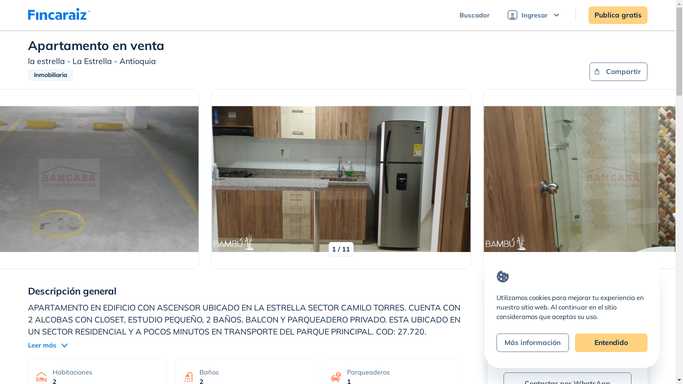 Fincaraiz
Buscador
Ingresar
Publica gratis
Apartamento en venta
la estrella - La Estrella - Antioquia
Inmobiliaria
Compartir
BAMBÚ
1 / 11
BAMBÚ
Descripción general
APARTAMENTO EN EDIFICIO CON ASCENSOR UBICADO EN LA ESTRELLA SECTOR CAMILO TORRES. CUENTA CON
2 ALCOBAS CON CLOSET, ESTUDIO PEQUEÑO, 2 BAÑOS, BALCON Y PARQUEADERO PRIVADO. ESTA UBICADO EN
UN SECTOR RESIDENCIAL Y A POCOS MINUTOS EN TRANSPORTE DEL PARQUE PRINCIPAL. COD: 27.720.
Leer más
Habitaciones
2
Baños
2
Parqueaderos
1
Utilizamos cookies para mejorar tu experiencia en
nuestro sitio web. Al continuar en el sitio
consideramos que aceptas su uso.
Más información
Entendido
Contactar por WhatsApp